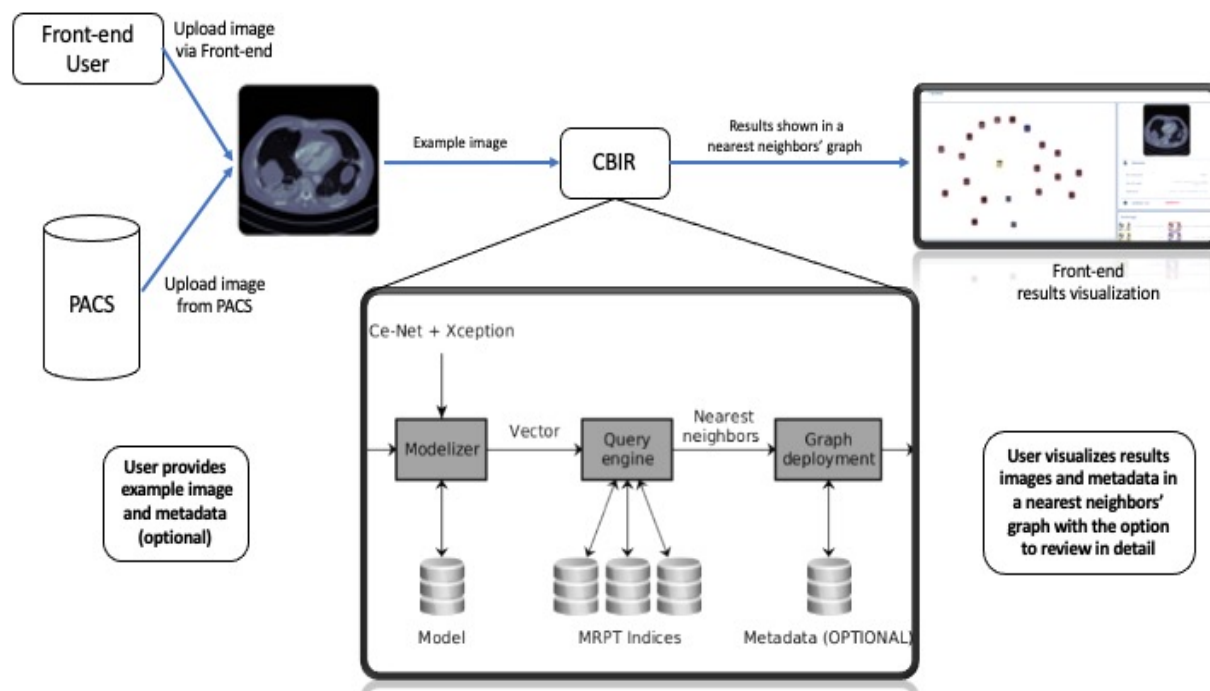 Front-end
User
Upload image
via Front-end
PACS
Upload image
from PACS
Example image
CBIR
Results shown in a
nearest neighbors’ graph
Front-end
results visualization
Ce-Net + Xception
Modelizer
Vector
Query
engine
Nearest
neighbors
Graph
deployment
Model
MRPT Indices
Metadata (OPTIONAL)
User provides
example image
and metadata
(optional)
User visualizes results
images and metadata in
a nearest neighbors’
graph with the option
to review in detail